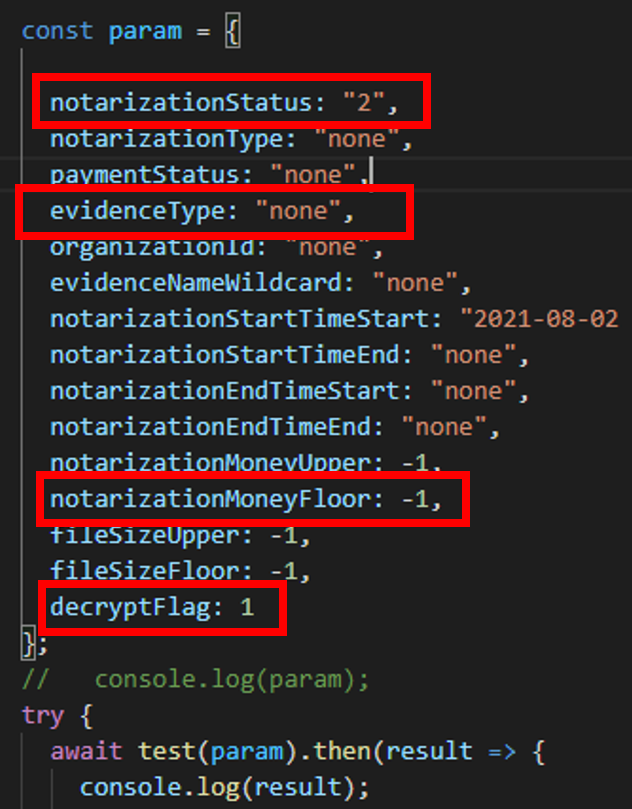 const param = {
notarizationStatus: "2",
notarizationType: "none",
paymentStatus: "none",
evidenceType: "none",
organizationId: "none",
evidenceNameWildcard: "none",
notarizationStartTimeStart: "2021-08-02
notarizationStartTimeEnd: "none",
notarizationEndTimeStart: "none",
notarizationEndTimeEnd: "none",
notarizationMoneyUpper: -1,
notarizationMoneyFloor: -1,
fileSizeUpper: -1,
fileSizeFloor: -1,
decryptFlag: 1
};
//   console.log(param);
try {
await test(param).then(result => {
console.log(result);